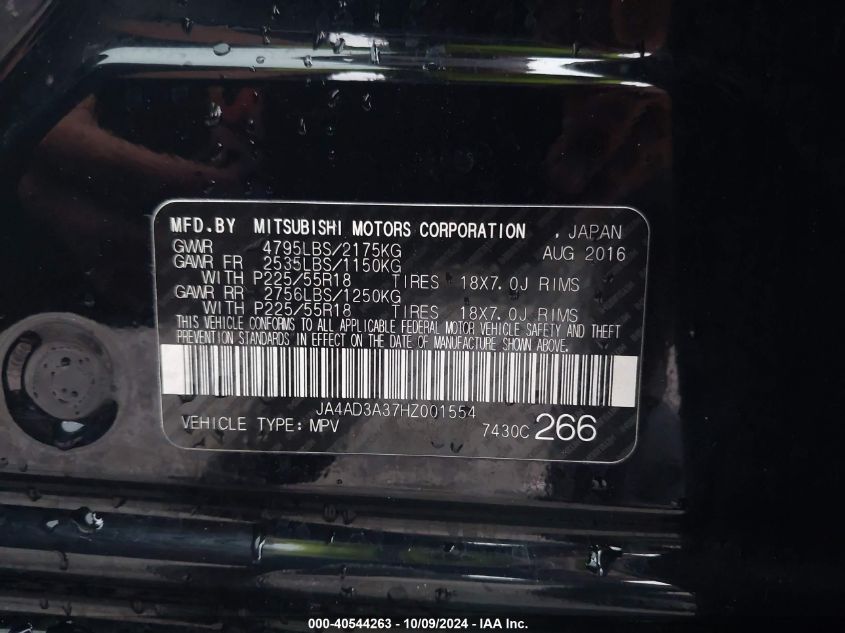 MFD.BY MITSUBISHI MOTORS CORPORATION . JAPAN
GWWR 4795LBS/2175KG AUG 2016
GAWR FR 2535LBS/1150KG
WITH P225/55R18 TIRES 18X7.0J RIMS
GAWR RR 2756LBS/1250KG
WITH P225/55R18 TIRES 18X7.0J RIMS
THIS VEHICLE CONFORMS TO ALL APPLICABLE FEDERAL MOTOR VEHICLE SAFETY AND THEFT
PREVENTION STANDARDS IN EFFECT ON THE DATE OF MANUFACTURE SHOWN ABOVE.
JA4AD3A37HZ001554
VEHICLE TYPE: MPV 7430C 266
000-40544263 - 10/09/2024 - IAA Inc.